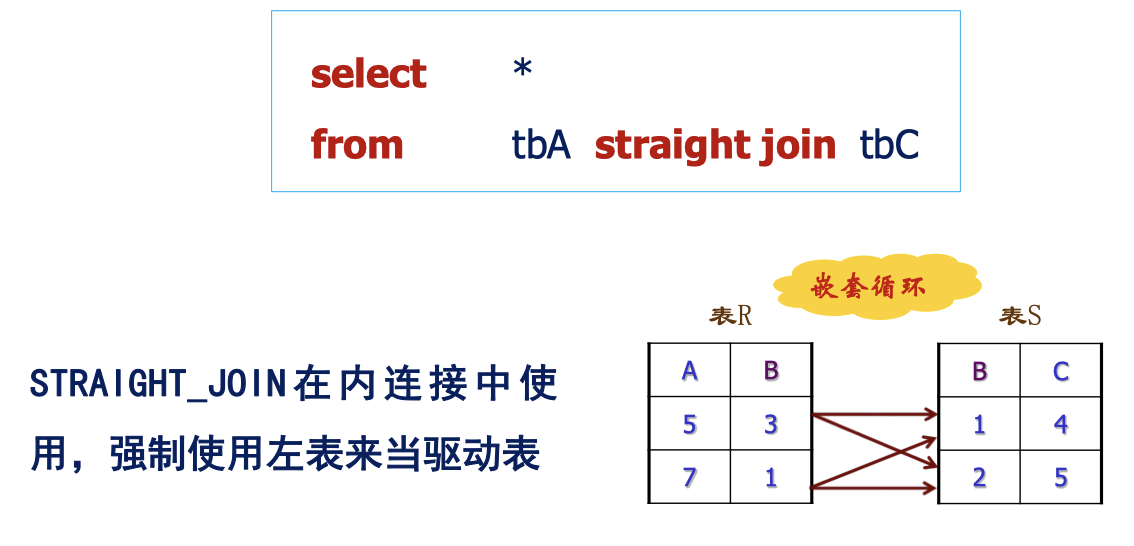 select *
from tbA straight join tbC
嵌套循环
表R 表S
STRAIGHT_JOIN在内连接中使
用，强制使用左表来当驱动表
A B B C
5 3 1 4
7 1 2 5